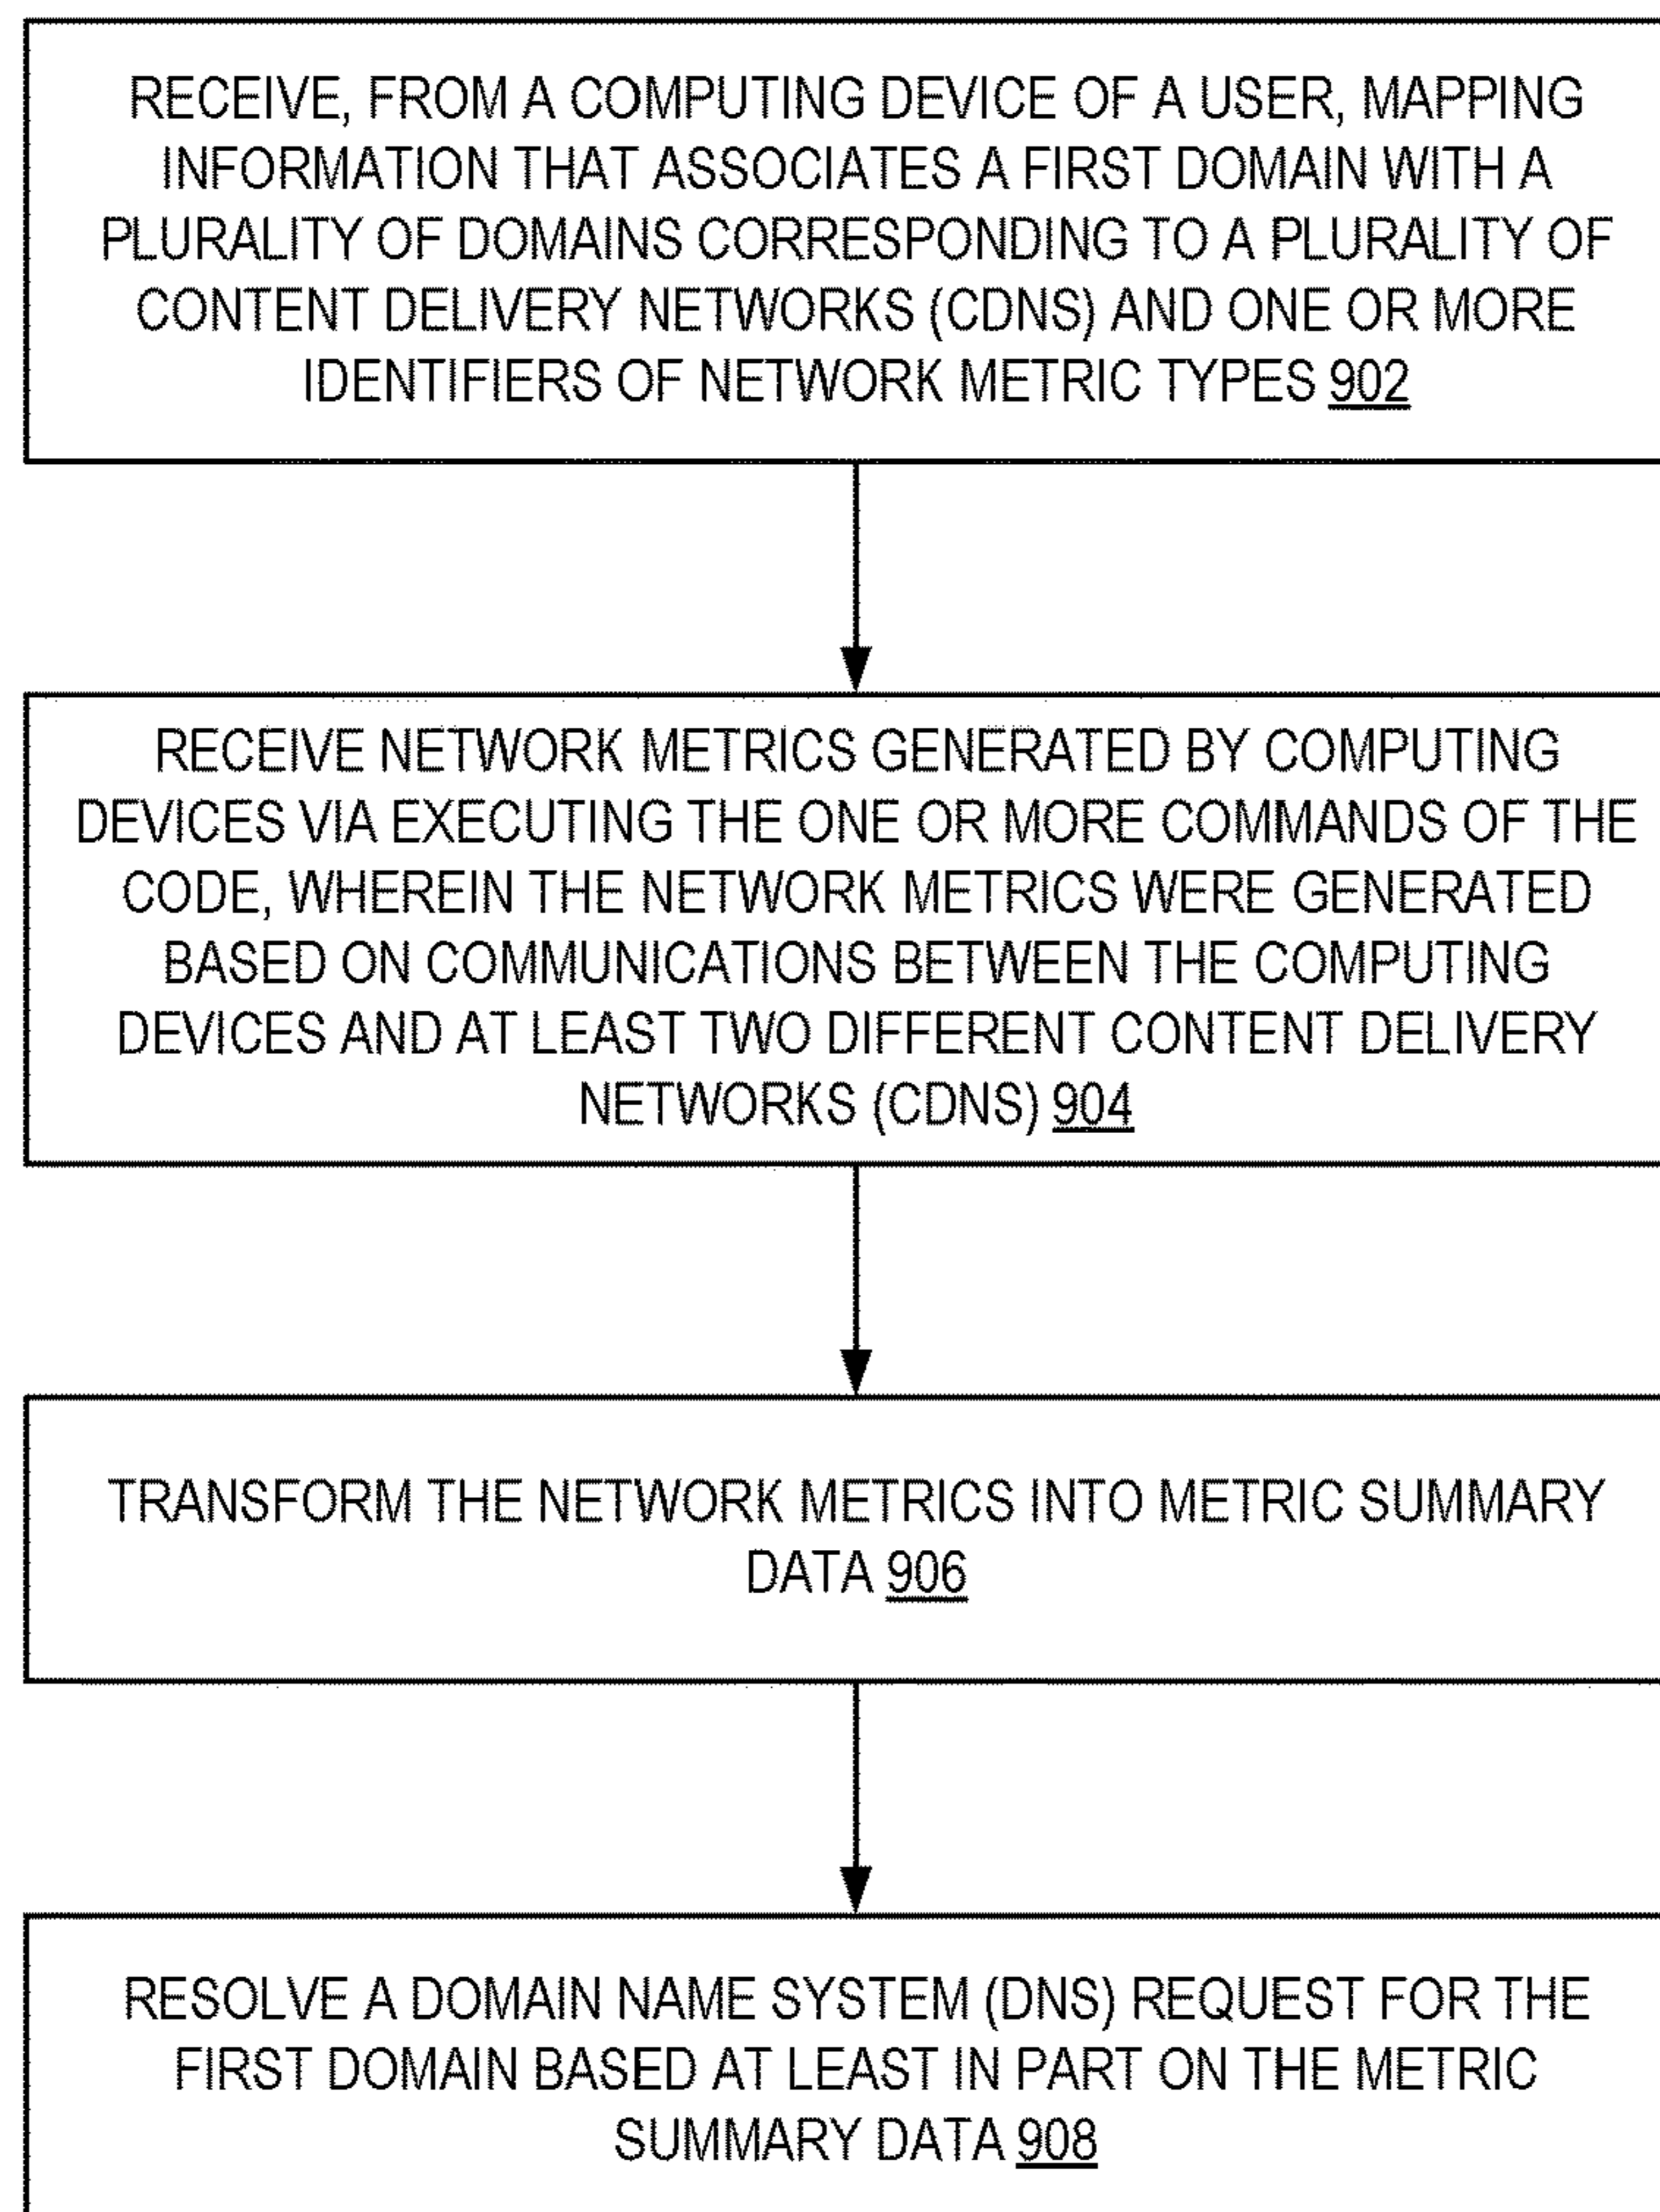 RECEIVE, FROM A COMPUTING DEVICE OF A USER, MAPPING
INFORMATION THAT ASSOCIATES A FIRST DOMAIN WITH A
PLURALITY OF DOMAINS CORRESPONDING TO A PLURALITY OF
CONTENT DELIVERY NETWORKS (CDNS) AND ONE OR MORE
IDENTIFIERS OF NETWORK METRIC TYPES 902
RECEIVE NETWORK METRICS GENERATED BY COMPUTING
DEVICES VIA EXECUTING THE ONE OR MORE COMMANDS OF THE
CODE, WHEREIN THE NETWORK METRICS WERE GENERATED
BASED ON COMMUNICATIONS BETWEEN THE COMPUTING
DEVICES AND AT LEAST TWO DIFFERENT CONTENT DELIVERY
NETWORKS (CDNS) 904
TRANSFORM THE NETWORK METRICS INTO METRIC SUMMARY
DATA 906
RESOLVE A DOMAIN NAME SYSTEM (DNS) REQUEST FOR THE
FIRST DOMAIN BASED AT LEAST IN PART ON THE METRIC
SUMMARY DATA 908